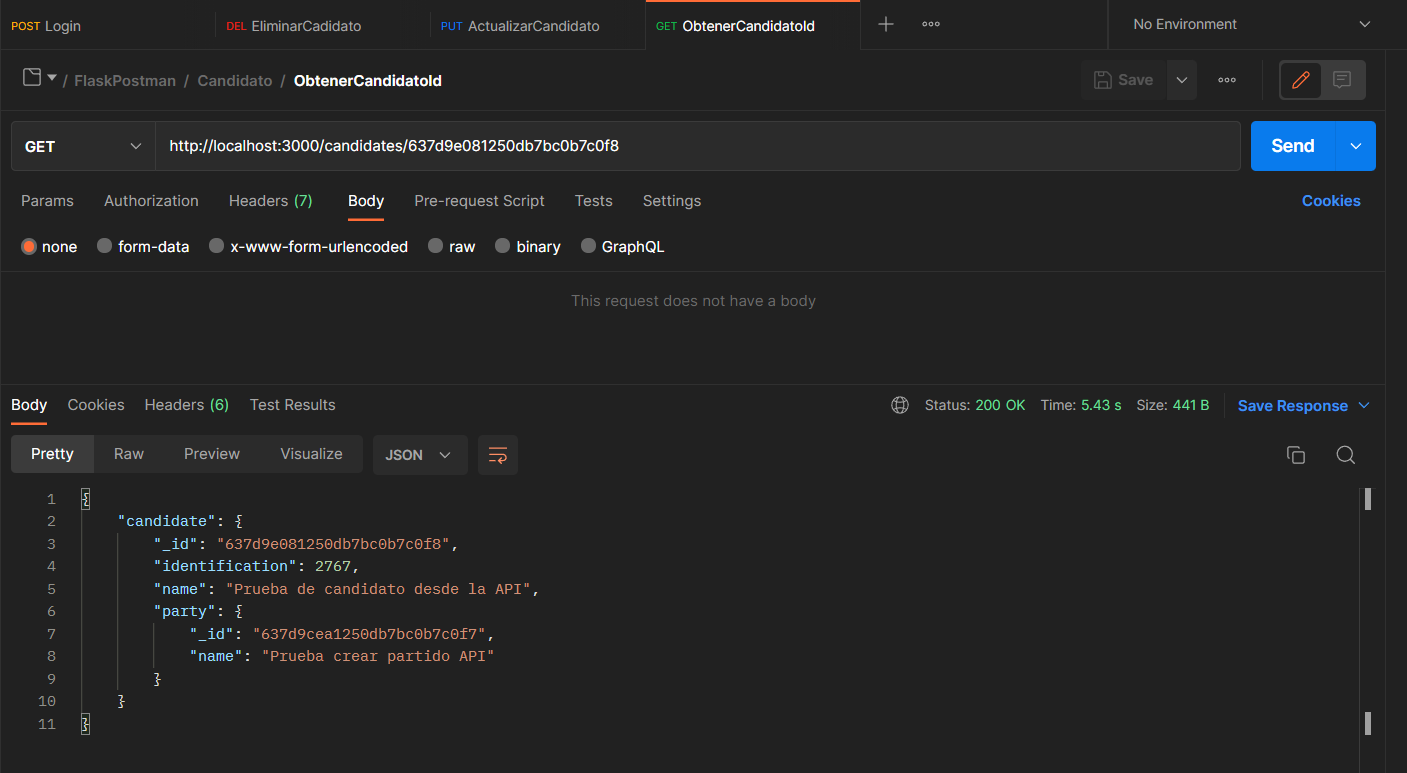 POST Login DEL EliminarCadidato PUT ActualizarCandidato GET ObtenerCandidatoId No Environment
/ FlaskPostman / Candidato / ObtenerCandidatoId Save
GET http://localhost:3000/candidates/637d9e081250db7bc0b7c0f8 Send
Params Authorization Headers (7) Body Pre-request Script Tests Settings Cookies
none form-data x-www-form-urlencoded raw binary GraphQL
This request does not have a body
Body Cookies Headers (6) Test Results Status: 200 OK Time: 5.43 s Size: 441 B Save Response
Pretty Raw Preview Visualize JSON
1 {
2 "candidate": {
3 "_id": "637d9e081250db7bc0b7c0f8",
4 "identification": 2767,
5 "name": "Prueba de candidato desde la API",
6 "party": {
7 "_id": "637d9cea1250db7bc0b7c0f7",
8 "name": "Prueba crear partido API"
9 }
10 }
11 }